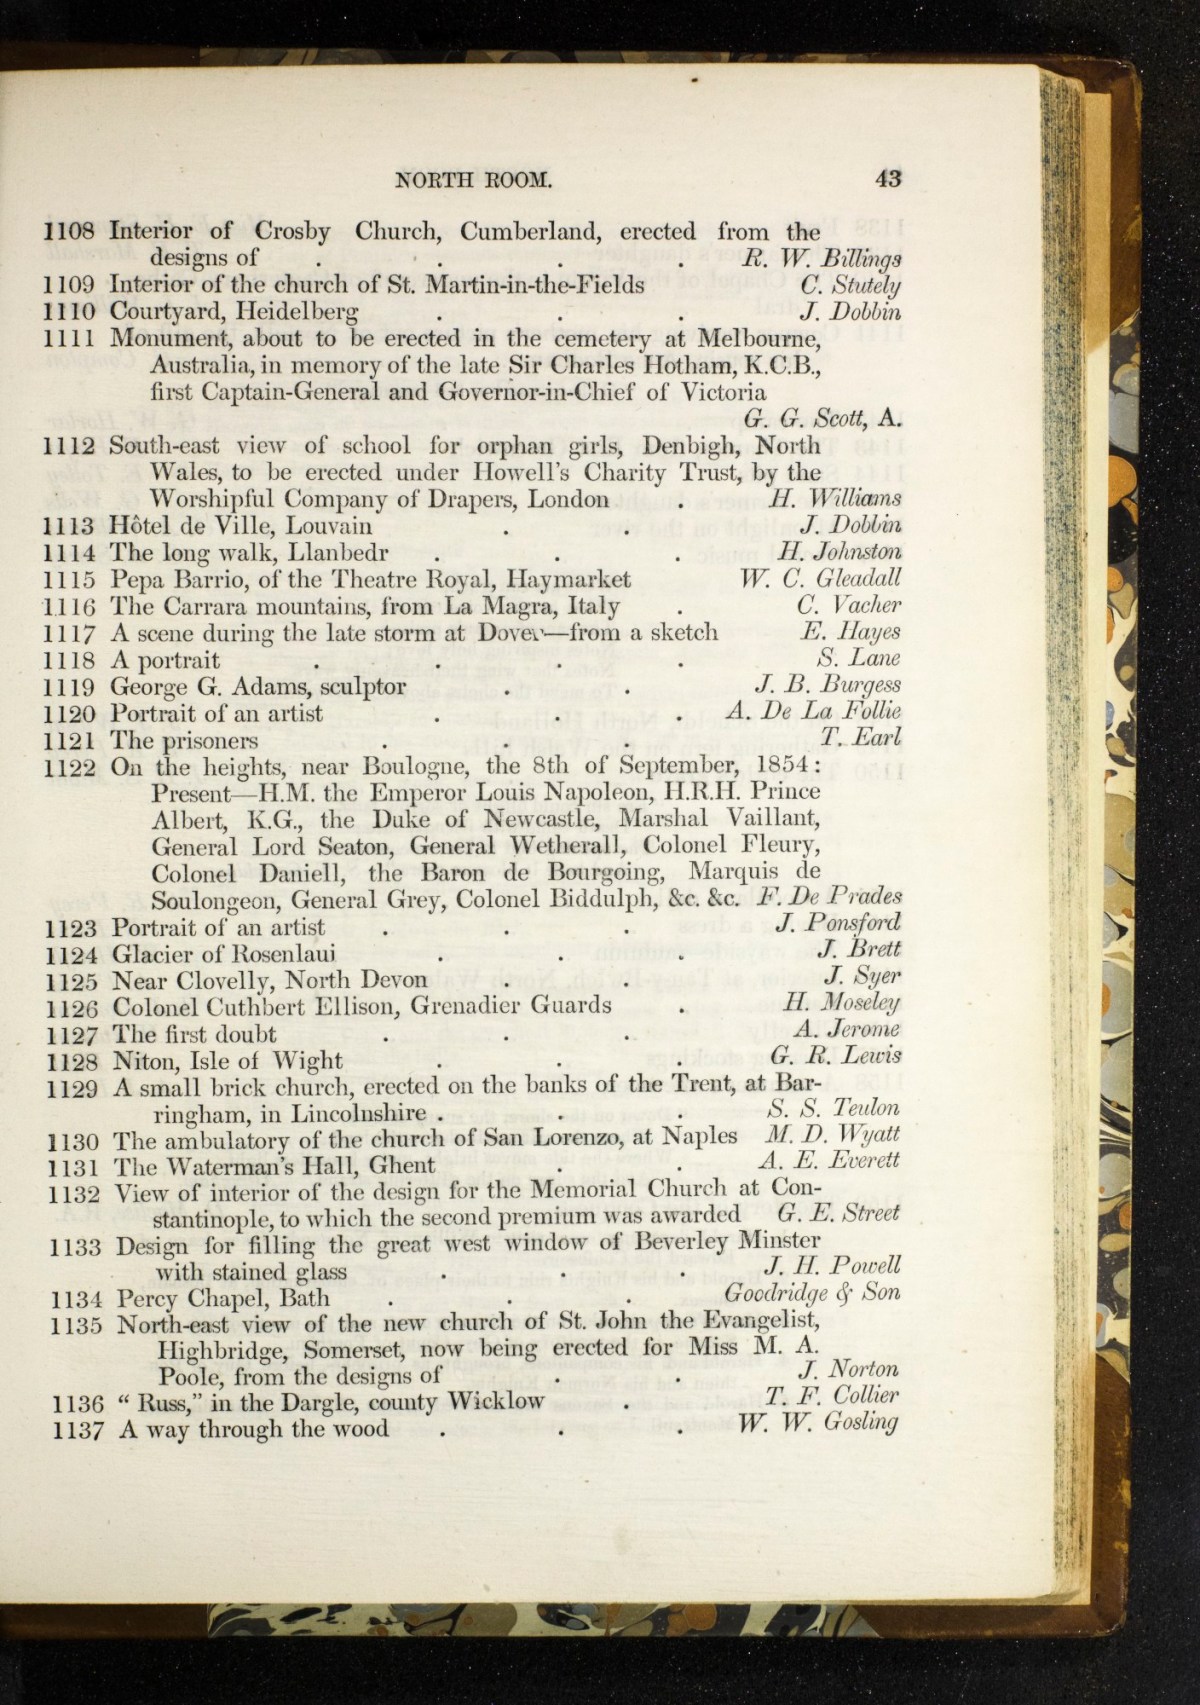 NORTH ROOM. 43
1108 Interior of Crosby Church, Cumberland, erected from the
designs of . . . . R. W. Billings
1109 Interior of the church of St. Martin-in-the-Fields C. Stutely
1110 Courtyard, Heidelberg . . . J. Dobbin
1111 Monument, about to be erected in the cemetery at Melbourne,
Australia, in memory of the late Sir Charles Hotham, K.C.B.,
first Captain-General and Governor-in-Chief of Victoria
G. G. Scott, A.
1112 South-east view of school for orphan girls, Denbigh, North
Wales, to be erected under Howell's Charity Trust, by the
Worshipful Company of Drapers, London . H. Williams
1113 Hôtel de Ville, Louvain . . J. Dobbin
1114 The long walk, Llanbedr . . . H. Johnston
1115 Pepa Barrio, of the Theatre Royal, Haymarket W. C. Gleadall
1116 The Carrara mountains, from La Magra, Italy . C. Vacher
1117 A scene during the late storm at Dover—from a sketch E. Hayes
1118 A portrait . . . . S. Lane
1119 George G. Adams, sculptor . . J. B. Burgess
1120 Portrait of an artist . . . A. De La Follie
1121 The prisoners . . . T. Earl
1122 On the heights, near Boulogne, the 8th of September, 1854:
Present—H.M. the Emperor Louis Napoleon, H.R.H. Prince
Albert, K.G., the Duke of Newcastle, Marshal Vaillant,
General Lord Seaton, General Wetherall, Colonel Fleury,
Colonel Daniell, the Baron de Bourgoing, Marquis de
Soulongeon, General Grey, Colonel Biddulph, &c. &c. F. De Prades
1123 Portrait of an artist . . . J. Ponsford
1124 Glacier of Rosenlaui . . . J. Brett
1125 Near Clovelly, North Devon . . J. Syer
1126 Colonel Cuthbert Ellison, Grenadier Guards . H. Moseley
1127 The first doubt . . . A. Jerome
1128 Niton, Isle of Wight . . . G. R. Lewis
1129 A small brick church, erected on the banks of the Trent, at Bar-
ringham, in Lincolnshire . . . S. S. Teulon
1130 The ambulatory of the church of San Lorenzo, at Naples M. D. Wyatt
1131 The Waterman's Hall, Ghent . . A. E. Everett
1132 View of interior of the design for the Memorial Church at Con-
stantinople, to which the second premium was awarded G. E. Street
1133 Design for filling the great west window of Beverley Minster
with stained glass . . . J. H. Powell
1134 Percy Chapel, Bath . . . Goodridge & Son
1135 North-east view of the new church of St. John the Evangelist,
Highbridge, Somerset, now being erected for Miss M. A.
Poole, from the designs of . . J. Norton
1136 “ Russ,” in the Dargle, county Wicklow . T. F. Collier
1137 A way through the wood . . . W. W. Gosling